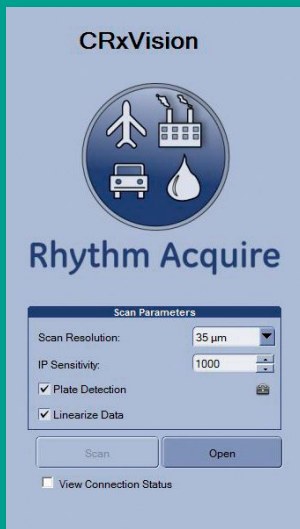 CRxVision
Rhythm Acquire
Scan Parameters
Scan Resolution: 35 µm
IP Sensitivity: 1000
Plate Detection
Linearize Data
Scan Open
View Connection Status